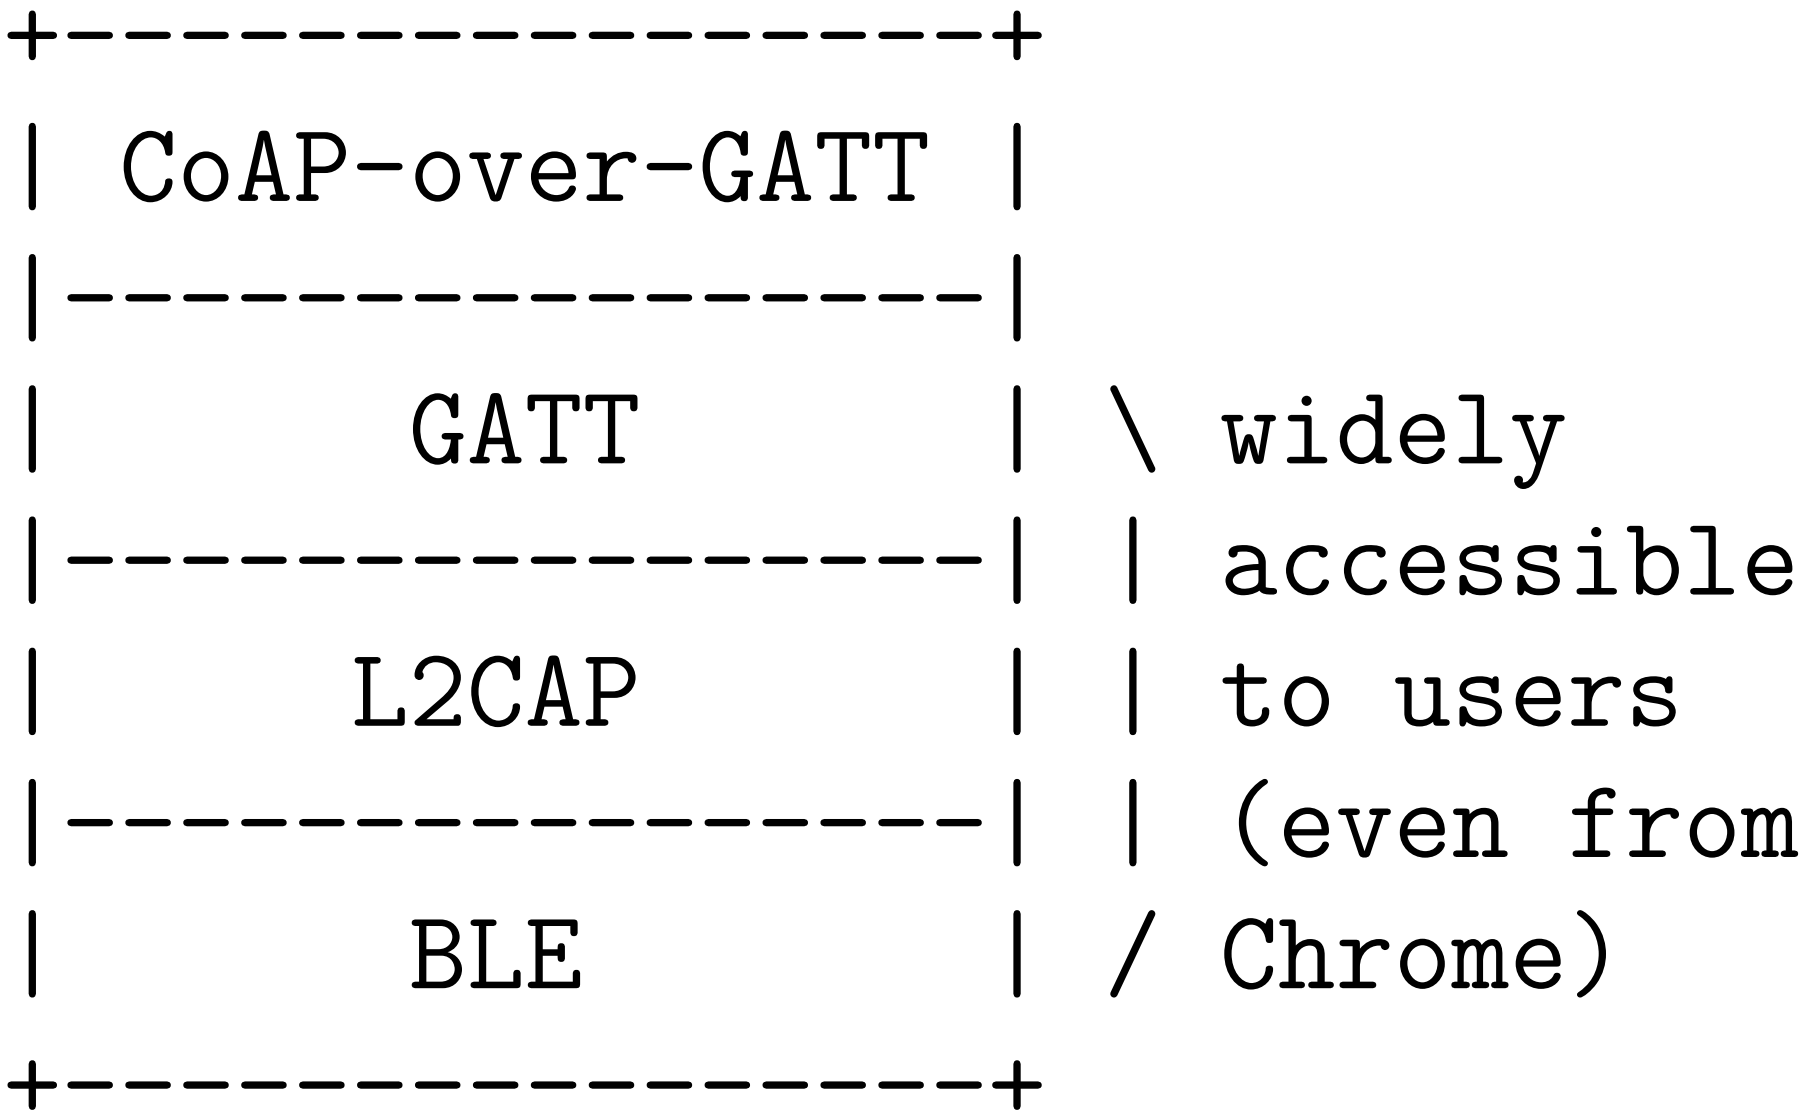 +----------------+
| CoAP-over-GATT |
|----------------|
|      GATT      | \ widely
|----------------| | accessible
|     L2CAP      | | to users
|----------------| | (even from
|      BLE       | / Chrome)
+----------------+